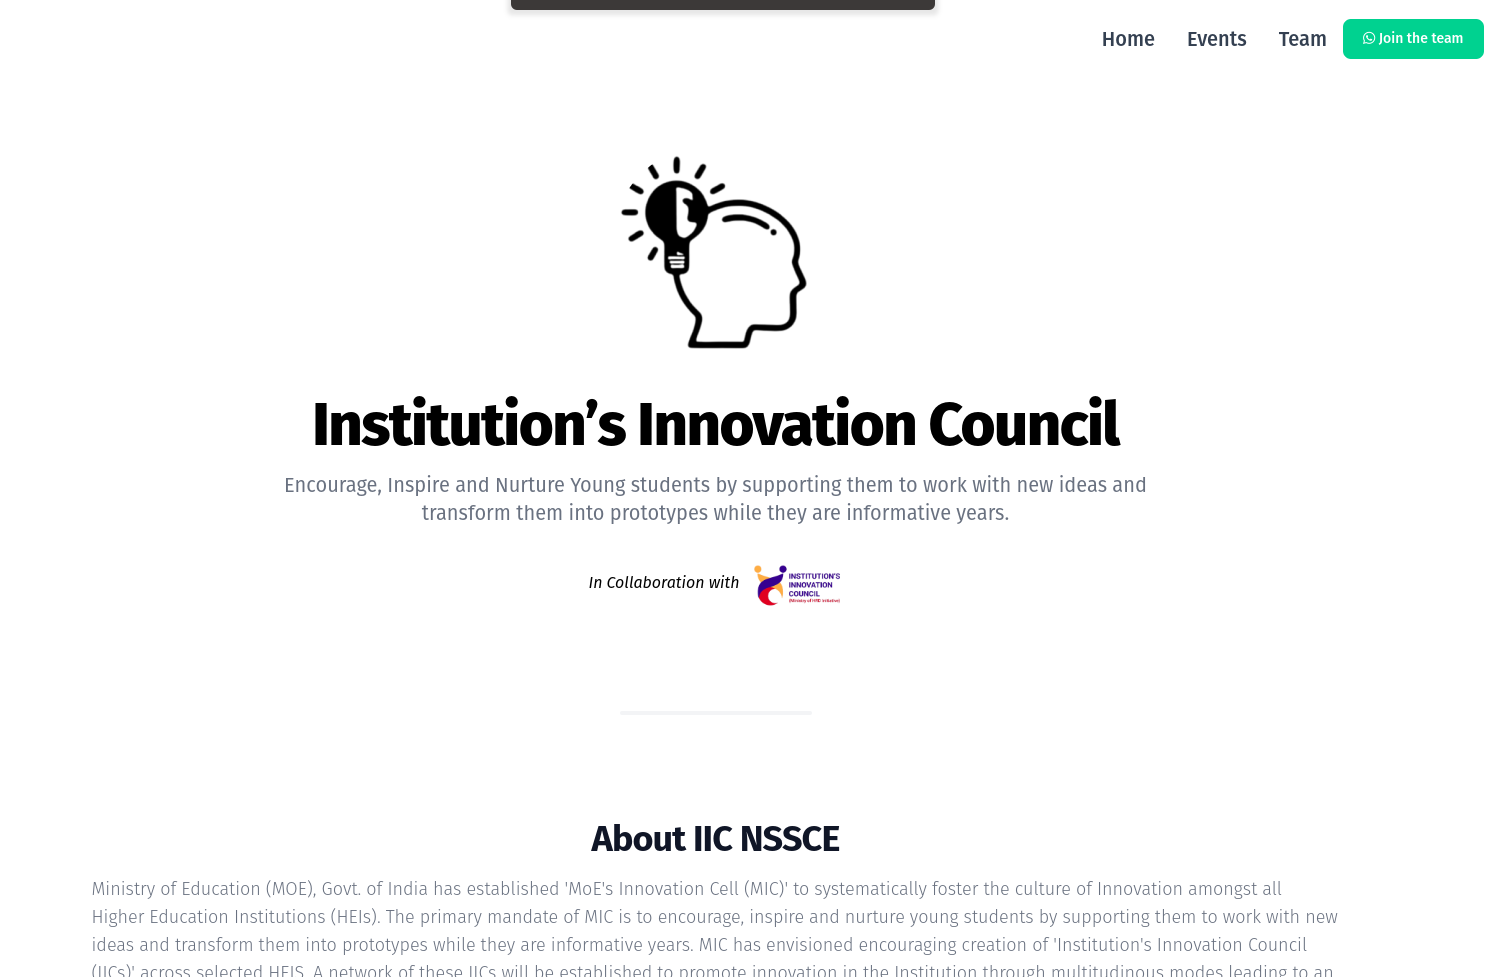 Home Events Team Join the team
Institution’s Innovation Council
Encourage, Inspire and Nurture Young students by supporting them to work with new ideas and
transform them into prototypes while they are informative years.
In Collaboration with
INSTITUTION'S
INNOVATION
COUNCIL
(Ministry of HRD Initiative)
About IIC NSSCE
Ministry of Education (MOE), Govt. of India has established 'MoE's Innovation Cell (MIC)' to systematically foster the culture of Innovation amongst all
Higher Education Institutions (HEIs). The primary mandate of MIC is to encourage, inspire and nurture young students by supporting them to work with new
ideas and transform them into prototypes while they are informative years. MIC has envisioned encouraging creation of 'Institution's Innovation Council
(IICs)' across selected HEIS. A network of these IICs will be established to promote innovation in the Institution through multitudinous modes leading to an